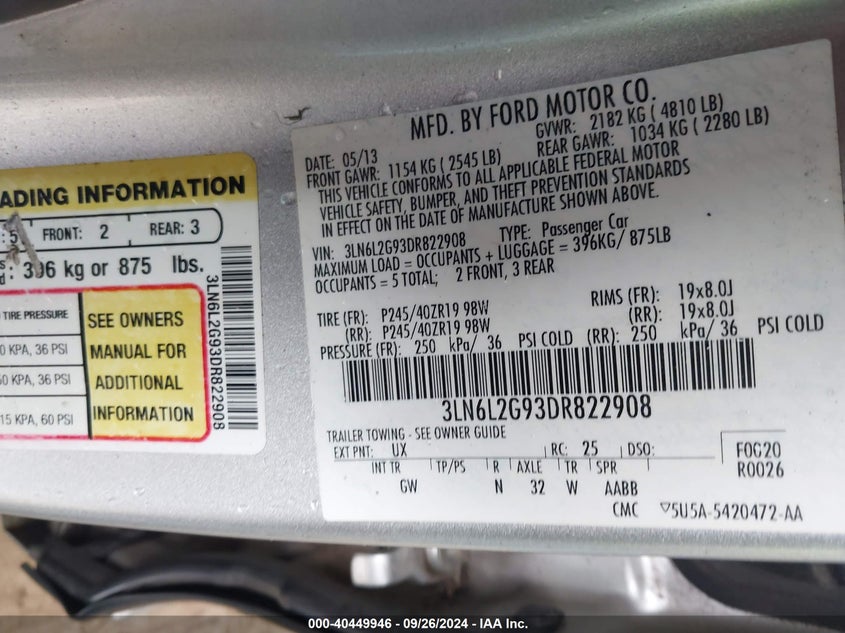 ADING INFORMATION
FRONT: 2 REAR: 3
: 396 kg or 875 lbs.
TIRE PRESSURE
0 KPA, 36 PSI
50 KPA, 36 PSI
15 KPA, 60 PSI
SEE OWNERS
MANUAL FOR
ADDITIONAL
INFORMATION
3LN6L2G93DR822908
MFD. BY FORD MOTOR CO.
DATE: 05/13 GVWR: 2182 KG ( 4810 LB)
FRONT GAWR: 1154 KG ( 2545 LB) REAR GAWR: 1034 KG ( 2280 LB)
THIS VEHICLE CONFORMS TO ALL APPLICABLE FEDERAL MOTOR
VEHICLE SAFETY, BUMPER, AND THEFT PREVENTION STANDARDS
IN EFFECT ON THE DATE OF MANUFACTURE SHOWN ABOVE.
VIN: 3LN6L2G93DR822908 TYPE: Passenger Car
MAXIMUM LOAD = OCCUPANTS + LUGGAGE = 396KG/ 875LB
OCCUPANTS = 5 TOTAL; 2 FRONT, 3 REAR
TIRE (FR): P245/40ZR19 98W RIMS (FR): 19x8.0J
(RR): P245/40ZR19 98W (RR): 19x8.0J
PRESSURE (FR): 250 kPa/ 36 PSI COLD (RR): 250 kPa/ 36 PSI COLD
3LN6L2G93DR822908
TRAILER TOWING - SEE OWNER GUIDE
EXT PNT: UX RC: 25 DSO:
INT TR TP/PS R AXLE TR SPR
GW N 32 W AABB
F0C20
R0026
CMC ▽5U5A-5420472-AA
000-40449946 - 09/26/2024 - IAA Inc.